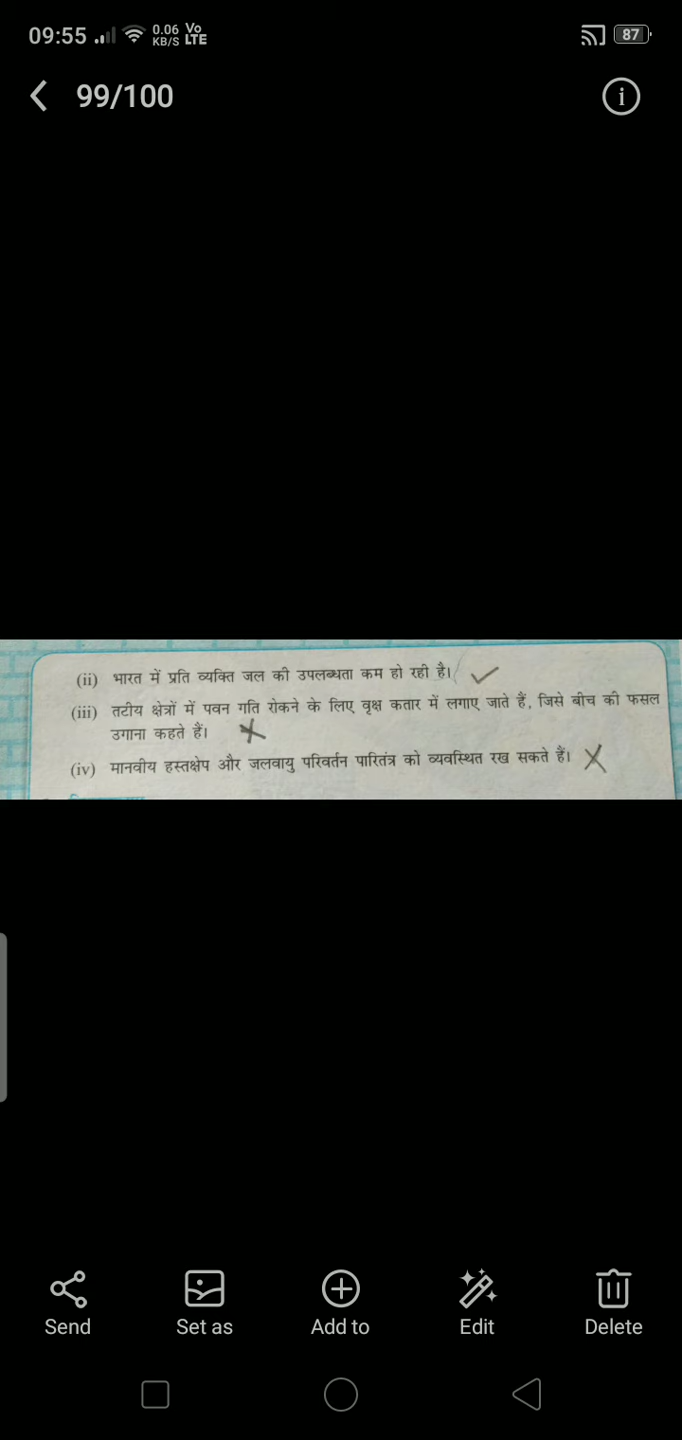 09:55 0.06 KB/S Vo LTE 87
99/100
(ii) भारत में प्रति व्यक्ति जल की उपलब्धता कम हो रही है।
(iii) तटीय क्षेत्रों में पवन गति रोकने के लिए वृक्ष कतार में लगाए जाते हैं, जिसे बीच की फसल
उगाना कहते हैं।
(iv) मानवीय हस्तक्षेप और जलवायु परिवर्तन पारितंत्र को व्यवस्थित रख सकते हैं।
Send Set as Add to Edit Delete